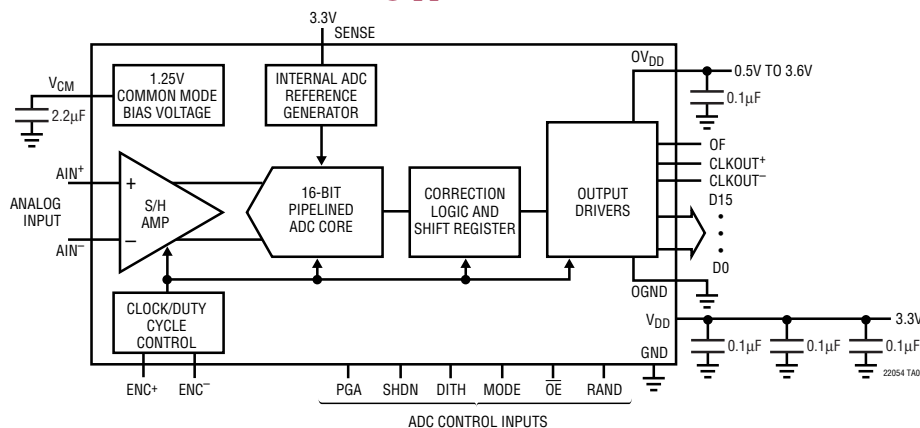 3.3V
SENSE
OVDD
0.5V TO 3.6V
0.1µF
VCM
2.2µF
1.25V
COMMON MODE
BIAS VOLTAGE
INTERNAL ADC
REFERENCE
GENERATOR
OF
CLKOUT+
CLKOUT–
D15
•
•
•
D0
AIN+
ANALOG
INPUT
AIN–
+
S/H
AMP
–
16-BIT
PIPELINED
ADC CORE
CORRECTION
LOGIC AND
SHIFT REGISTER
OUTPUT
DRIVERS
OGND
CLOCK/DUTY
CYCLE
CONTROL
VDD
3.3V
GND
0.1µF
0.1µF
0.1µF
ENC+
ENC–
PGA
SHDN
DITH
MODE
OE
RAND
ADC CONTROL INPUTS
22054 TA0